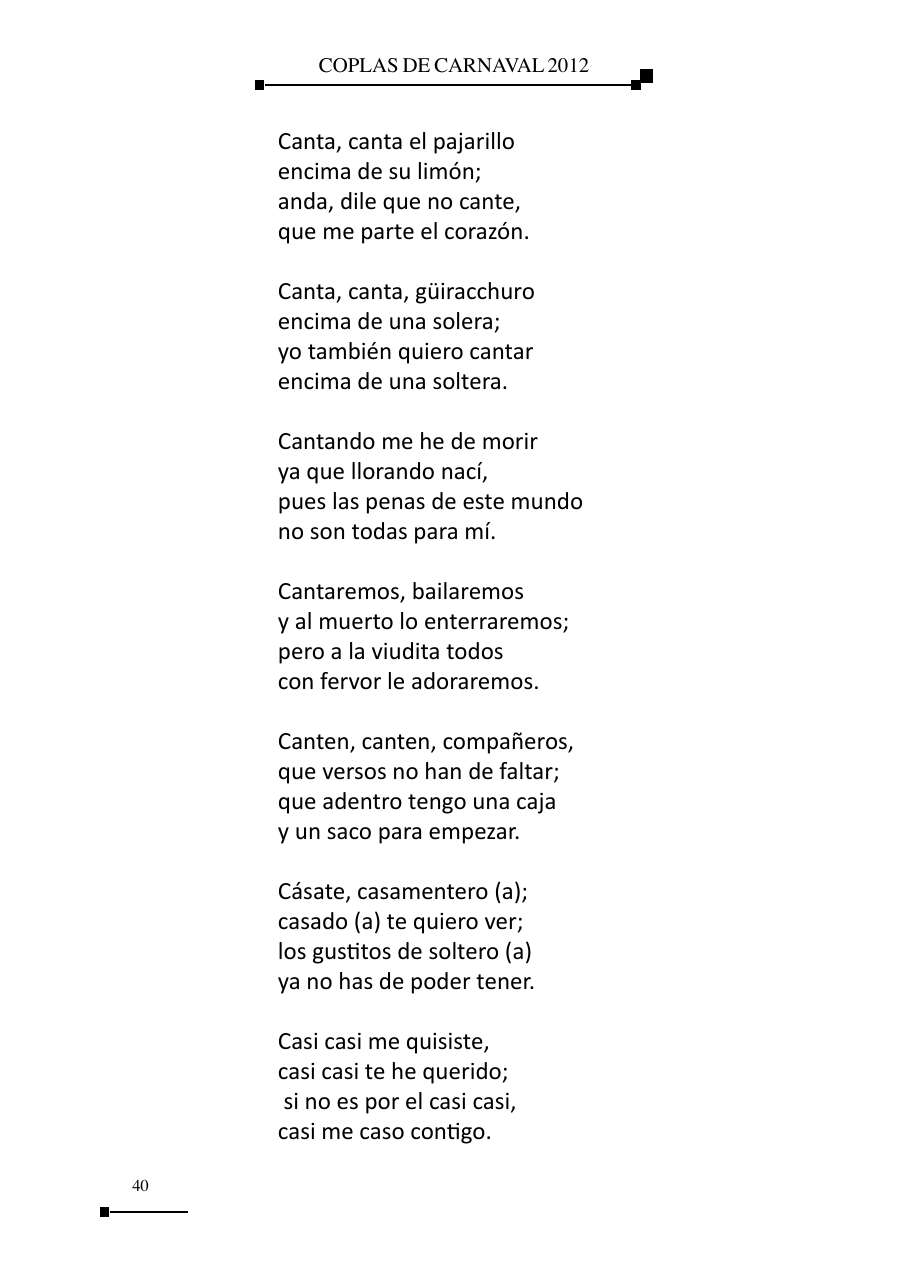 COPLAS DE CARNAVAL 2012
Canta, canta el pajarillo
encima de su limón;
anda, dile que no cante,
que me parte el corazón.
Canta, canta, güiracchuro
encima de una solera;
yo también quiero cantar
encima de una soltera.
Cantando me he de morir
ya que llorando nací,
pues las penas de este mundo
no son todas para mí.
Cantaremos, bailaremos
y al muerto lo enterraremos;
pero a la viudita todos
con fervor le adoraremos.
Canten, canten, compañeros,
que versos no han de faltar;
que adentro tengo una caja
y un saco para empezar.
Cásate, casamentero (a);
casado (a) te quiero ver;
los gustitos de soltero (a)
ya no has de poder tener.
Casi casi me quisiste,
casi casi te he querido;
si no es por el casi casi,
casi me caso contigo.
40